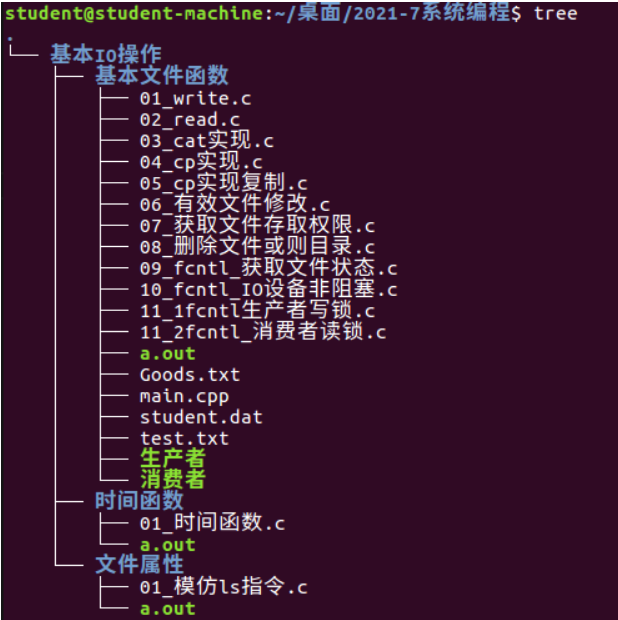 student@student-machine:~/桌面/2021-7系统编程$ tree
.
└── 基本IO操作
    ├── 基本文件函数
    │   ├── 01_write.c
    │   ├── 02_read.c
    │   ├── 03_cat实现.c
    │   ├── 04_cp实现.c
    │   ├── 05_cp实现复制.c
    │   ├── 06_有效文件修改.c
    │   ├── 07_获取文件存取权限.c
    │   ├── 08_删除文件或则目录.c
    │   ├── 09_fcntl_获取文件状态.c
    │   ├── 10_fcntl_IO设备非阻塞.c
    │   ├── 11_1fcntl生产者写锁.c
    │   ├── 11_2fcntl_消费者读锁.c
    │   ├── a.out
    │   ├── Goods.txt
    │   ├── main.cpp
    │   ├── student.dat
    │   ├── test.txt
    │   ├── 生产者
    │   └── 消费者
    ├── 时间函数
    │   ├── 01_时间函数.c
    │   └── a.out
    └── 文件属性
        ├── 01_模仿ls指令.c
        └── a.out